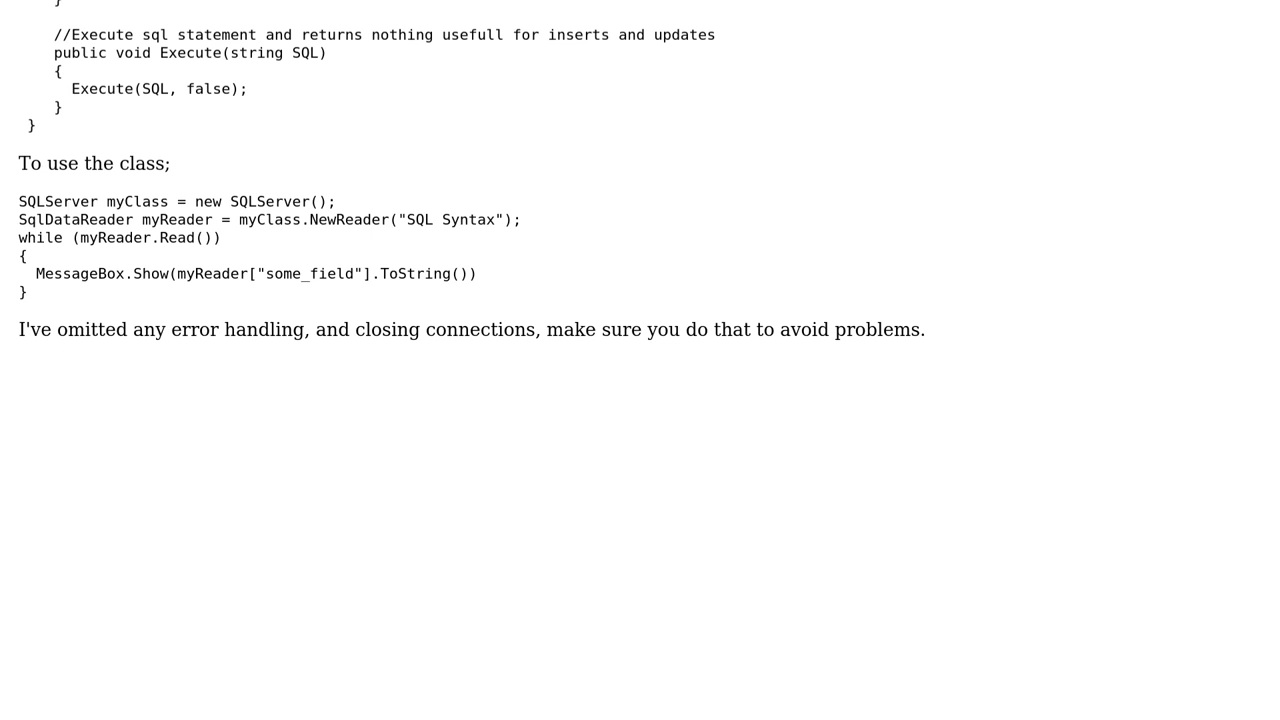 }
//Execute sql statement and returns nothing usefull for inserts and updates
public void Execute(string SQL)
{
Execute(SQL, false);
}
}
To use the class;
SQLServer myClass = new SQLServer();
SqlDataReader myReader = myClass.NewReader("SQL Syntax");
while (myReader.Read())
{
MessageBox.Show(myReader["some_field"].ToString())
}
I've omitted any error handling, and closing connections, make sure you do that to avoid problems.